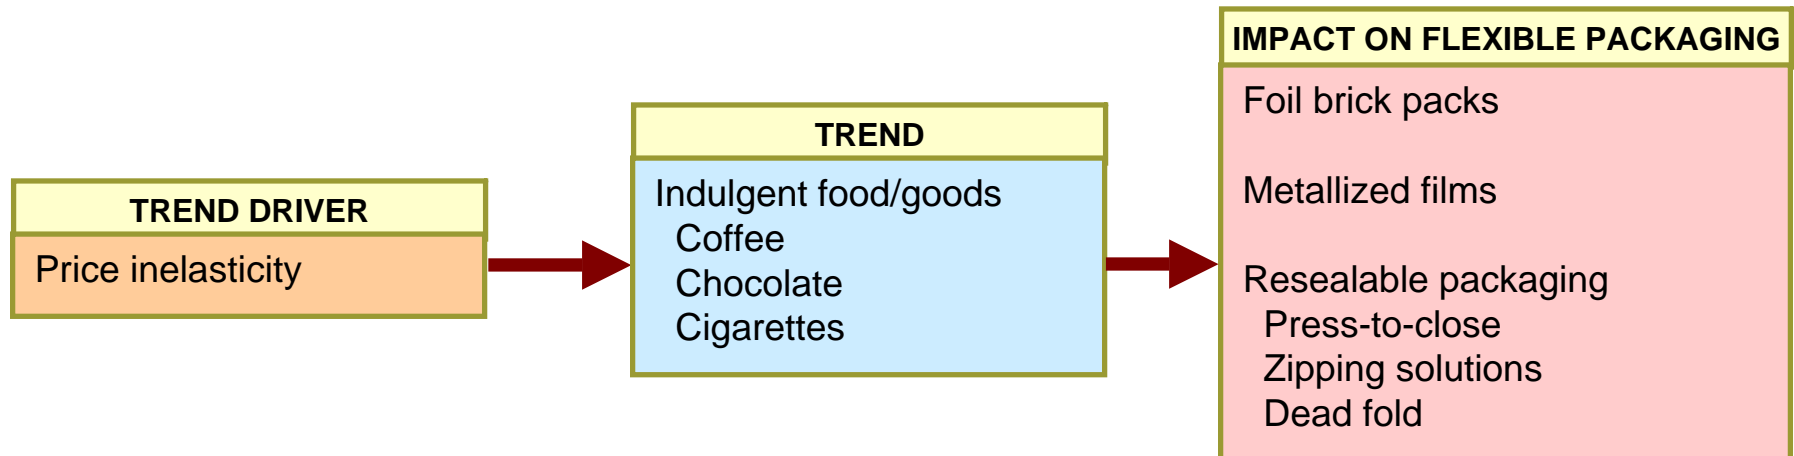 TREND DRIVER
Price inelasticity
TREND
Indulgent food/goods
Coffee
Chocolate
Cigarettes
IMPACT ON FLEXIBLE PACKAGING
Foil brick packs
Metallized films
Resealable packaging
Press-to-close
Zipping solutions
Dead fold